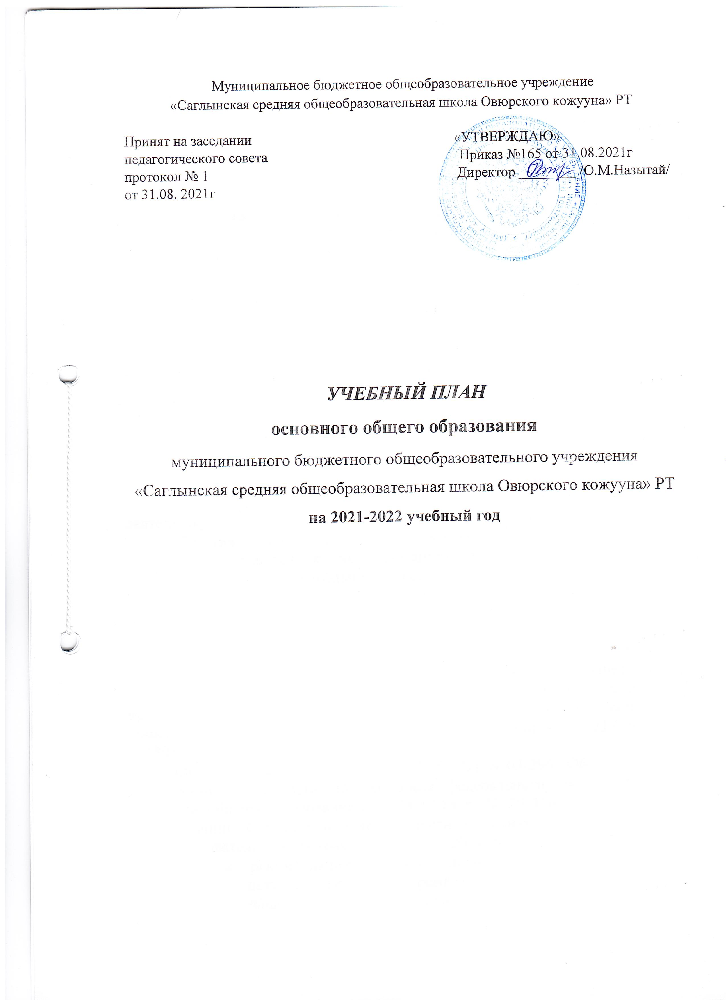 Муниципальное бюджетное общеобразовательное учреждение
«Саглынская средняя общеобразовательная школа Овюрского кожууна» РТ
Принят на заседании
педагогического совета
протокол № 1
от 31.08. 2021г
«УТВЕРЖДАЮ»
Приказ №165 от 31.08.2021г
Директор ________ /О.М.Назытай/
УЧЕБНЫЙ ПЛАН
основного общего образования
муниципального бюджетного общеобразовательного учреждения
«Саглынская средняя общеобразовательная школа Овюрского кожууна» РТ
на 2021-2022 учебный год